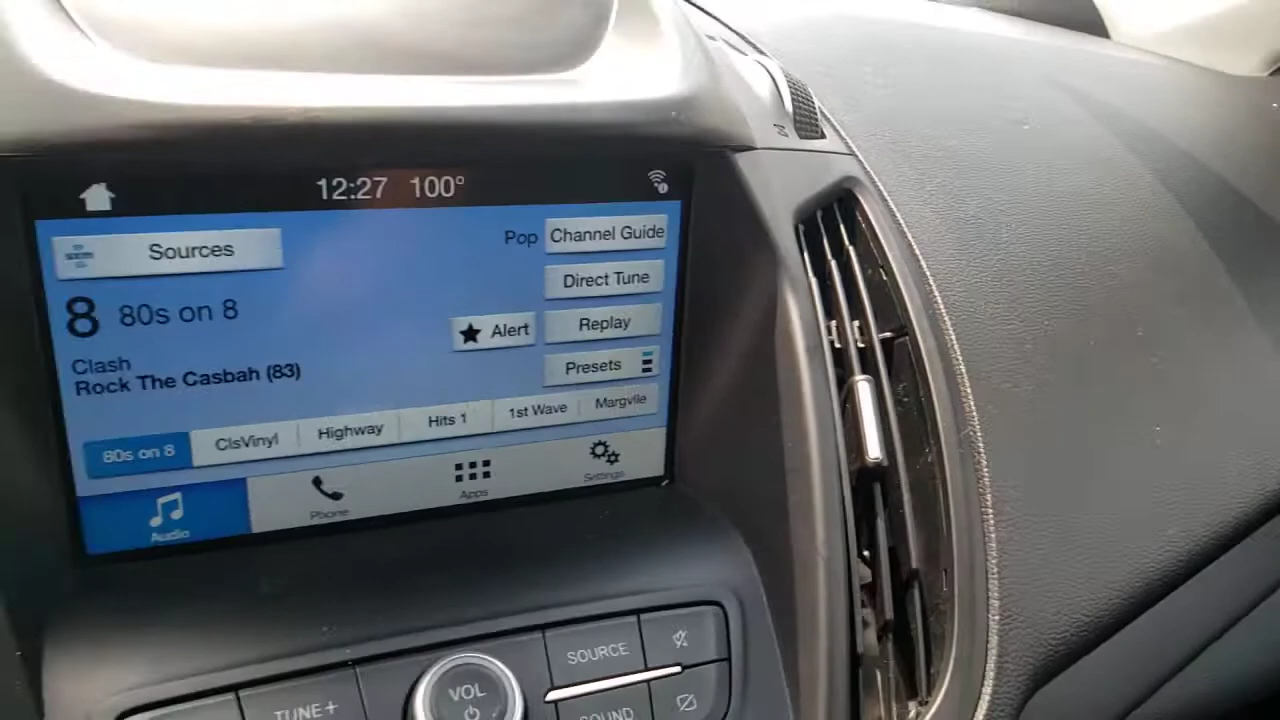 12:27 100°
sxm Sources
Pop Channel Guide
Direct Tune
8 80s on 8
Alert
Replay
Clash
Rock The Casbah (83)
Presets
80s on 8 ClsVinyl Highway Hits 1 1st Wave Margvlle
Audio Phone Apps Settings
SOURCE
VOL
TUNE+
SOUND